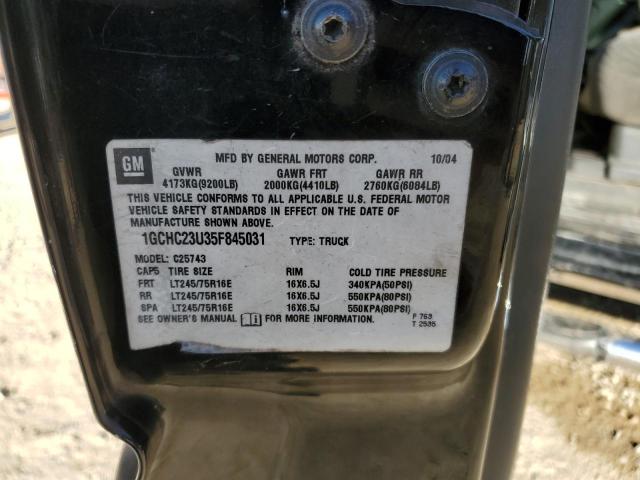 GM MFD BY GENERAL MOTORS CORP. 10/04
GVWR GAWR FRT GAWR RR
4173KG(9200LB) 2000KG(4410LB) 2760KG(6084LB)
THIS VEHICLE CONFORMS TO ALL APPLICABLE U.S. FEDERAL MOTOR
VEHICLE SAFETY STANDARDS IN EFFECT ON THE DATE OF
MANUFACTURE SHOWN ABOVE.
1GCHC23U35F845031 TYPE: TRUCK
MODEL: C25743
CAP5 TIRE SIZE RIM COLD TIRE PRESSURE
FRT LT245/75R16E 16X6.5J 340KPA(50PSI)
RR LT245/75R16E 16X6.5J 550KPA(80PSI)
SPA LT245/75R16E 16X6.5J 550KPA(80PSI)
SEE OWNER'S MANUAL FOR MORE INFORMATION. P 763
T 2535